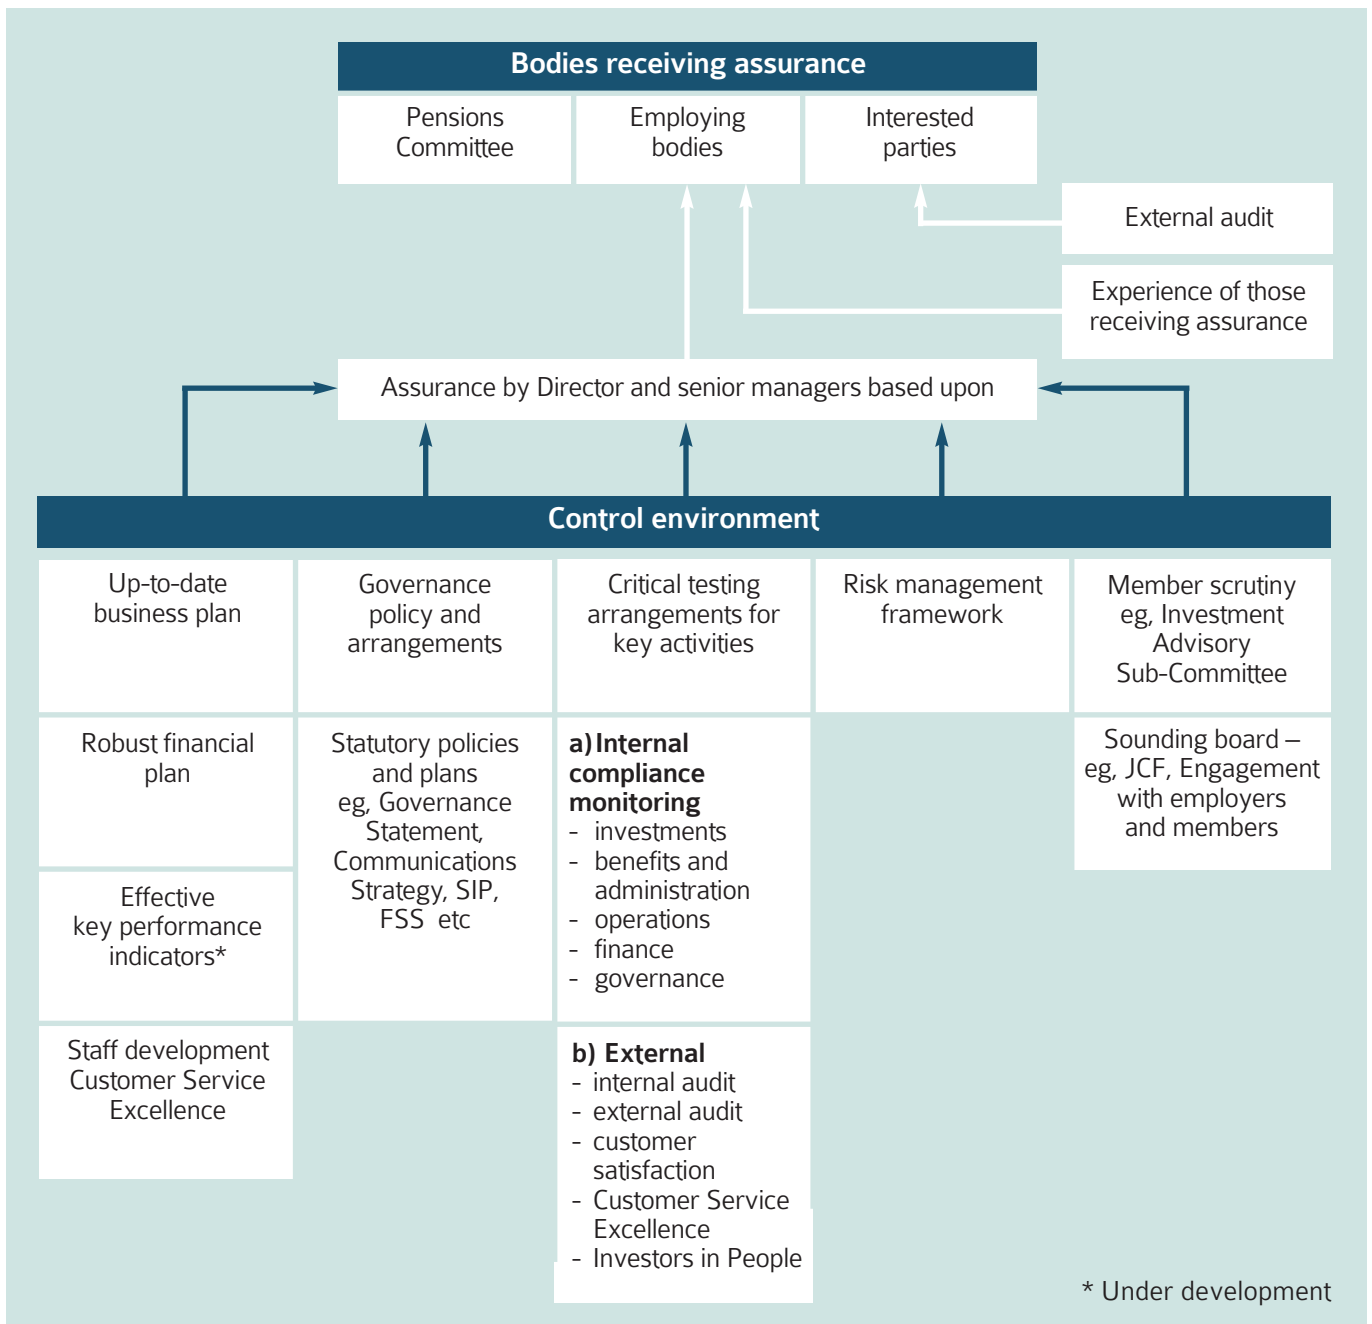 Bodies receiving assurance
Pensions
Committee
Employing
bodies
Interested
parties
External audit
Experience of those
receiving assurance
Assurance by Director and senior managers based upon
Control environment
Up-to-date
business plan
Governance
policy and
arrangements
Critical testing
arrangements for
key activities
Risk management
framework
Member scrutiny
eg, Investment
Advisory
Sub-Committee
Robust financial
plan
Statutory policies
and plans
eg, Governance
Statement,
Communications
Strategy, SIP,
FSS etc
a) Internal
compliance
monitoring
- investments
- benefits and
administration
- operations
- finance
- governance
Sounding board –
eg, JCF, Engagement
with employers
and members
Effective
key performance
indicators*
Staff development
Customer Service
Excellence
b) External
- internal audit
- external audit
- customer
satisfaction
- Customer Service
Excellence
- Investors in People
* Under development